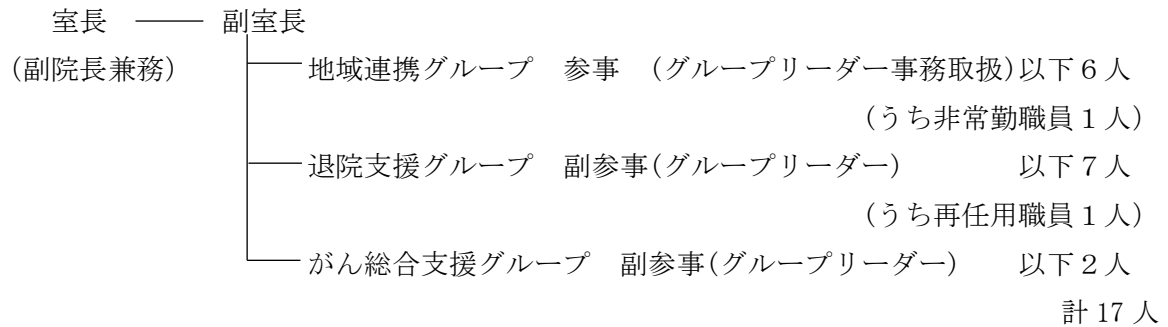 室長 ―― 副室長
(副院長兼務) 地域連携グループ 参事 (グループリーダー事務取扱)以下6人
(うち非常勤職員1人)
退院支援グループ 副参事(グループリーダー) 以下7人
(うち再任用職員1人)
がん総合支援グループ 副参事(グループリーダー) 以下2人
計17人